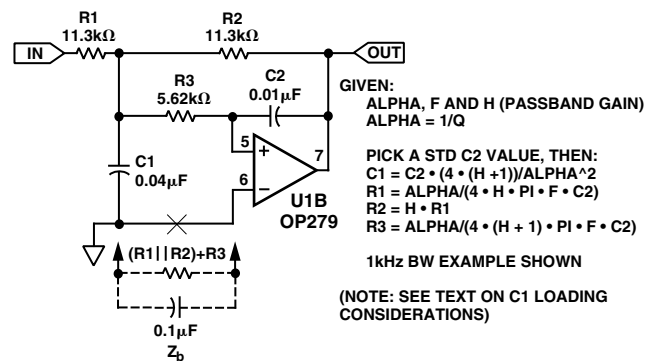 R1
11.3kΩ
R2
11.3kΩ
IN
OUT
R3
5.62kΩ
C2
0.01µF
C1
0.04µF
5
+
6
–
7
U1B
OP279
(R1||R2)+R3
0.1µF
Zb
GIVEN:
ALPHA, F AND H (PASSBAND GAIN)
ALPHA = 1/Q
PICK A STD C2 VALUE, THEN:
C1 = C2 • (4 • (H +1))/ALPHA^2
R1 = ALPHA/(4 • H • PI • F • C2)
R2 = H • R1
R3 = ALPHA/(4 • (H + 1) • PI • F • C2)
1kHz BW EXAMPLE SHOWN
(NOTE: SEE TEXT ON C1 LOADING
CONSIDERATIONS)